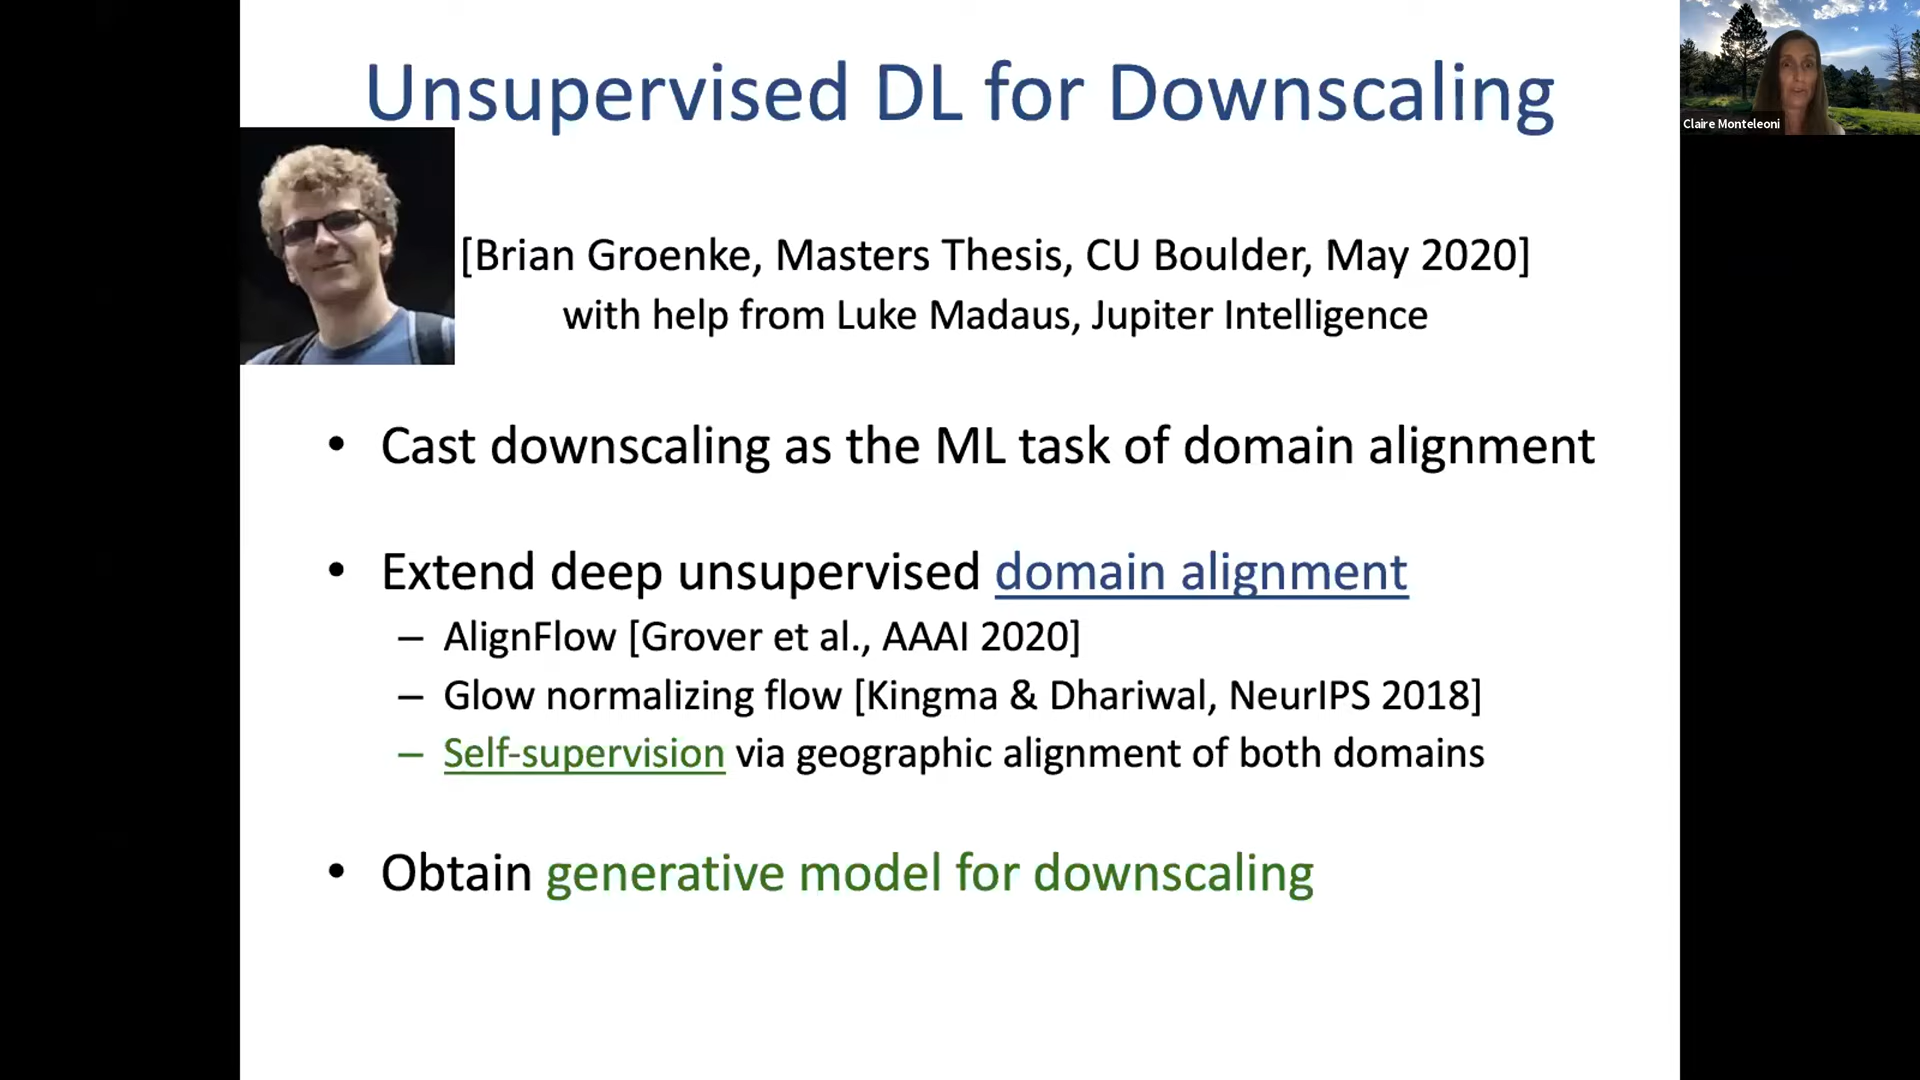 Unsupervised DL for Downscaling
Claire Monteleoni
[Brian Groenke, Masters Thesis, CU Boulder, May 2020]
with help from Luke Madaus, Jupiter Intelligence
• Cast downscaling as the ML task of domain alignment
• Extend deep unsupervised domain alignment
– AlignFlow [Grover et al., AAAI 2020]
– Glow normalizing flow [Kingma & Dhariwal, NeurIPS 2018]
– Self-supervision via geographic alignment of both domains
• Obtain generative model for downscaling